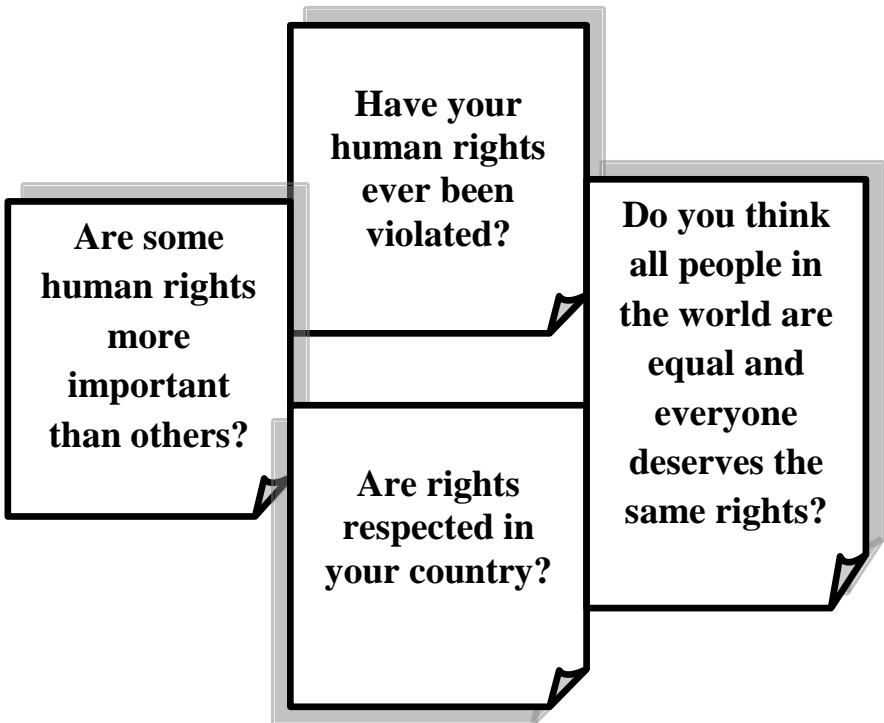 Have your
human rights
ever been
violated?
Are some
human rights
more
important
than others?
Do you think
all people in
the world are
equal and
everyone
deserves the
same rights?
Are rights
respected in
your country?